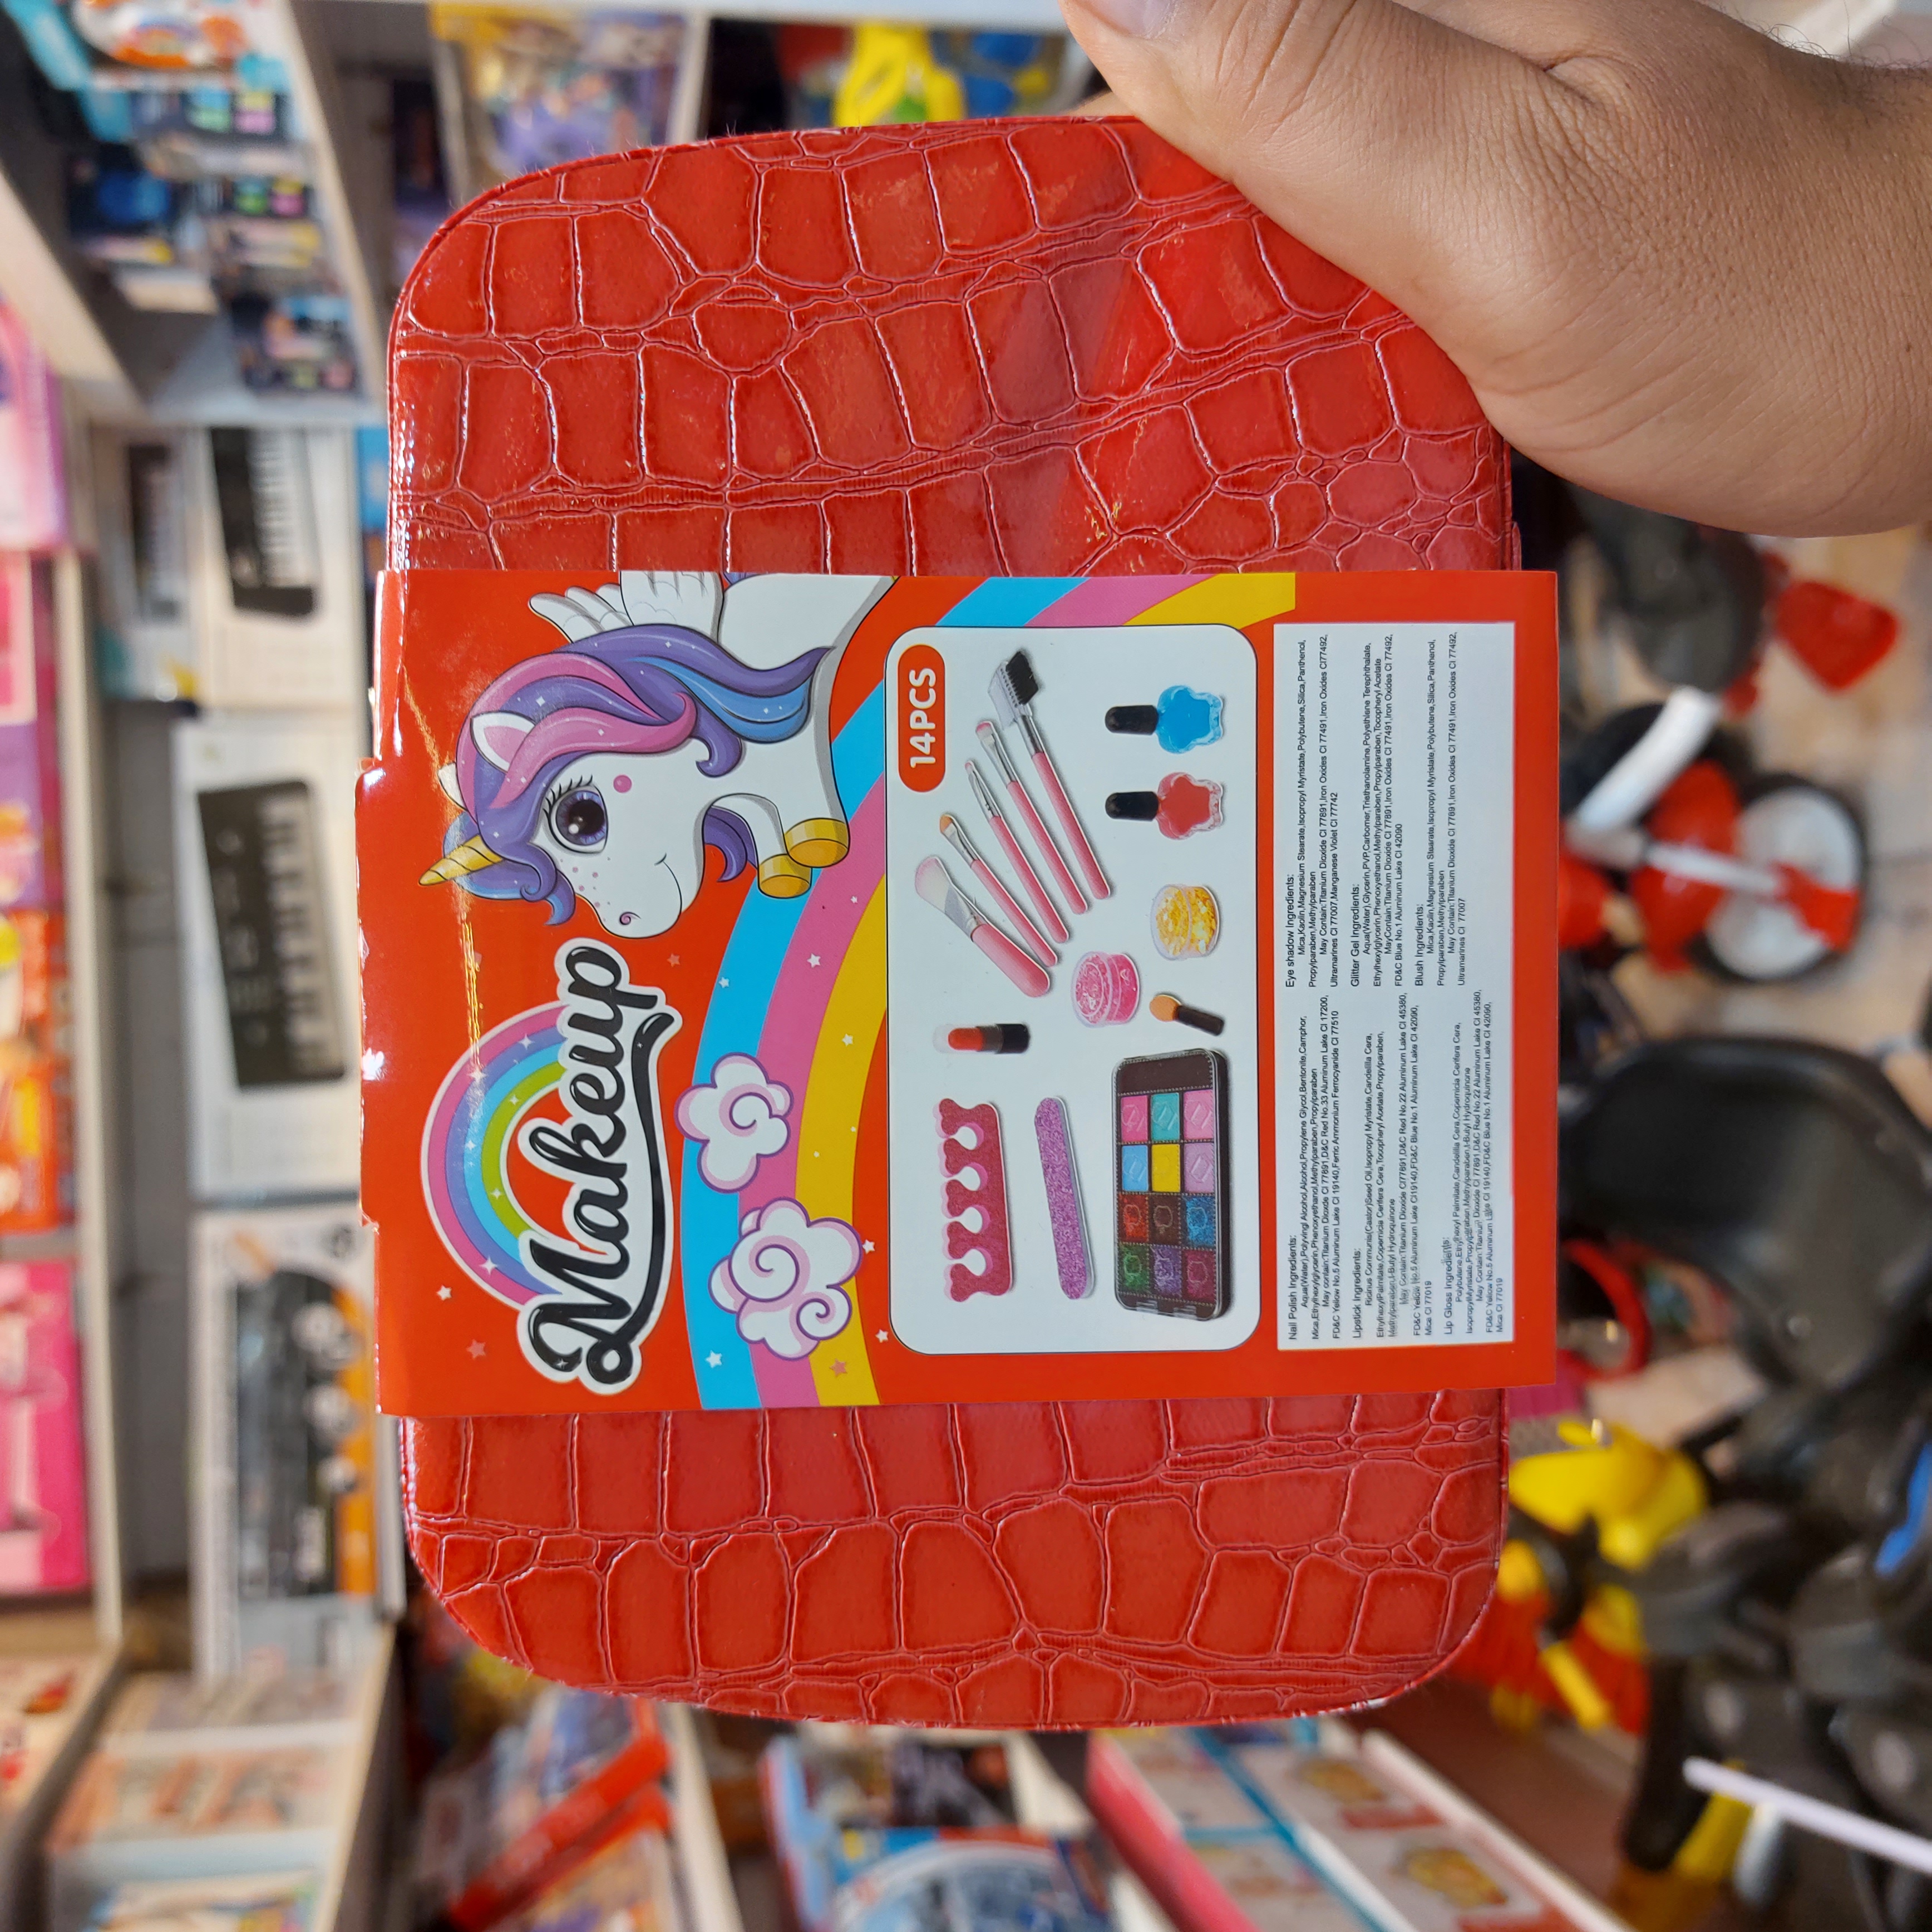 Makeup
14PCS
Nail Polish Ingredients:
Aqua(Water),Polyvinyl Alcohol,Alcohol,Propylene Glycol,Bentonite,Camphor,
Mica,Ethylhexylglycerin,Phenoxyethanol,Methylparaben,Propylparaben
May contain:Titanium Dioxide CI 77891,D&C Red No.33 Aluminum Lake CI 17200,
FD&C Yellow No.5 Aluminum Lake CI 19140,Ferric Ammonium Ferrocyanide CI 77510
Lipstick Ingredients:
Ricinus Communis(Castor)Seed Oil,Isopropyl Myristate,Candelilla Cera,
EthylhexylPalmitate,Copernicia Cerifera Cera,Tocopheryl Acetate,Propylparaben,
Methylparaben,t-Butyl Hydroquinone
May Contain:Titanium Dioxide CI77891,D&C Red No.22 Aluminum Lake CI 45380,
FD&C Yellow No.5 Aluminum Lake CI19140,FD&C Blue No.1 Aluminum Lake CI 42090,
Mica CI 77019
Lip Gloss Ingredients:
Polybutene,Ethylhexyl Palmitate,Candelilla Cera,Copernicia Cerifera Cera,
IsopropylMyristate,Propylparaben,Methylparaben,t-Butyl Hydroquinone
May Contain:Titanium Dioxide CI 77891,D&C Red No.22 Aluminum Lake CI 45380,
FD&C Yellow No.5 Aluminum Lake CI 19140,FD&C Blue No.1 Aluminum Lake CI 42090,
Mica CI 77019
Eye shadow Ingredients:
Mica,Kaolin,Magnesium Stearate,Isopropyl Myristate,Polybutene,Silica,Panthenol,
Propylparaben,Methylparaben
May Contain:Titanium Dioxide CI 77891,Iron Oxides CI 77491,Iron Oxides CI77492,
Ultramarines CI 77007,Manganese Violet CI 77742
Glitter Gel Ingredients:
Aqua(Water),Glycerin,PVP,Carbomer,Triethanolamine,Polyethlene Terephthalate,
Ethylhexylglycerin,Phenoxyethanol,Methylparaben,Propylparaben,Tocopheryl Acetate
MayContain:Titanium Dioxide CI 77891,Iron Oxides CI 77491,Iron Oxides CI 77492,
FD&C Blue No.1 Aluminum Lake CI 42090
Blush Ingredients:
Mica,Kaolin,Magnesium Stearate,Isopropyl Myristate,Polybutene,Silica,Panthenol,
Propylparaben,Methylparaben
May Contain:Titanium Dioxide CI 77891,Iron Oxides CI 77491,Iron Oxides CI 77492,
Ultramarines CI 77007